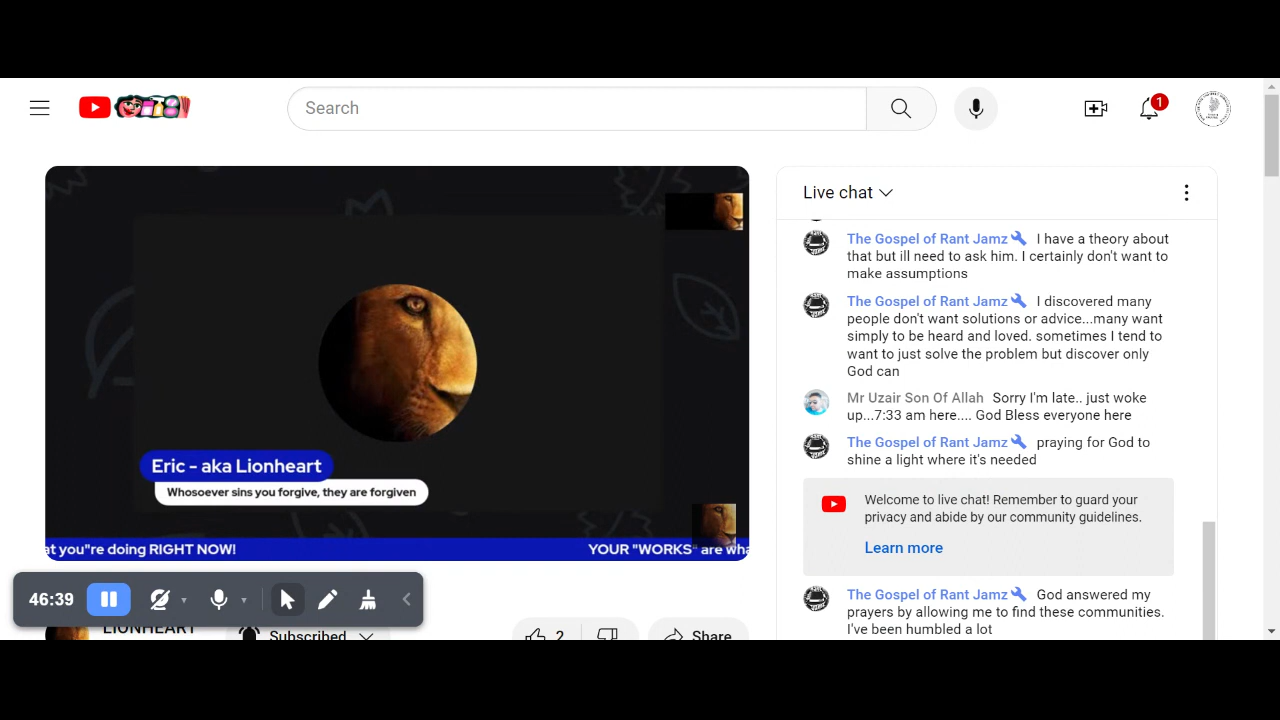 Search
1
Live chat
The Gospel of Rant Jamz I have a theory about
that but ill need to ask him. I certainly don't want to
make assumptions
The Gospel of Rant Jamz I discovered many
people don't want solutions or advice...many want
simply to be heard and loved. sometimes I tend to
want to just solve the problem but discover only
God can
Mr Uzair Son Of Allah Sorry I'm late.. just woke
up...7:33 am here.... God Bless everyone here
The Gospel of Rant Jamz praying for God to
shine a light where it's needed
Welcome to live chat! Remember to guard your
privacy and abide by our community guidelines.
Learn more
The Gospel of Rant Jamz God answered my
prayers by allowing me to find these communities.
I've been humbled a lot
Eric - aka Lionheart
Whosoever sins you forgive, they are forgiven
at you"re doing RIGHT NOW! YOUR "WORKS" are wha
46:39
LIONHEART
Subscribed
2
Share